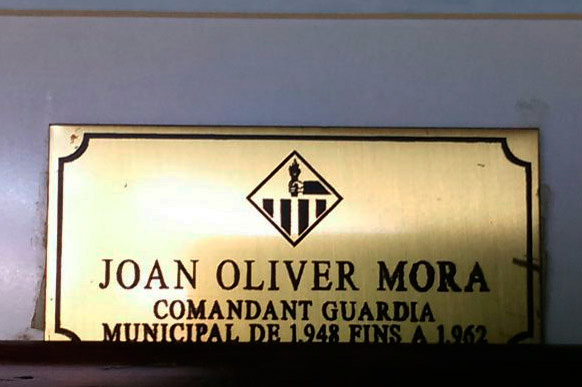 JOAN OLIVER MORA
COMANDANT GUARDIA
MUNICIPAL DE 1.948 FINS A 1.962